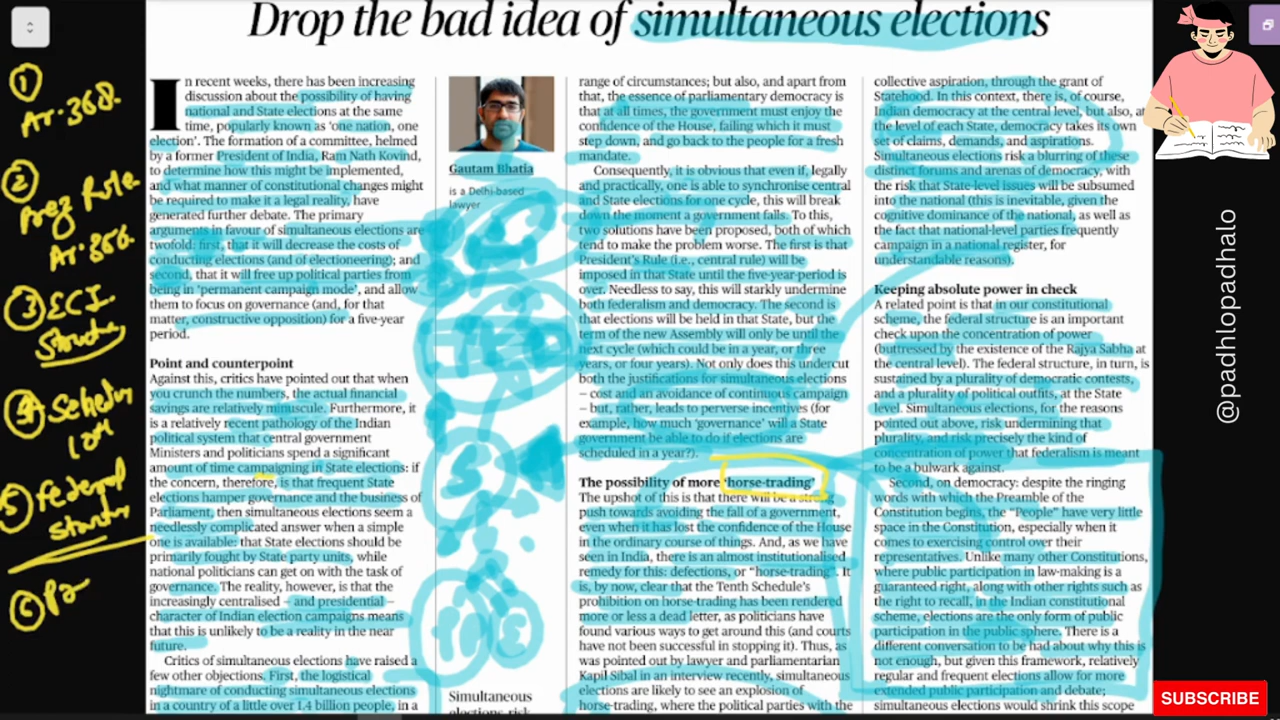 Drop the bad idea of simultaneous elections
In recent weeks, there has been increasing
discussion about the possibility of having
national and State elections at the same
time, popularly known as ‘one nation, one
election’. The formation of a committee, helmed
by a former President of India, Ram Nath Kovind,
to determine how this might be implemented,
and what manner of constitutional changes might
be required to make it a legal reality, have
generated further debate. The primary
arguments in favour of simultaneous elections are
twofold: first, that it will decrease the costs of
conducting elections (and of electioneering); and
second, that it will free up political parties from
being in ‘permanent campaign mode’, and allow
them to focus on governance (and, for that
matter, constructive opposition) for a five-year
period.
Point and counterpoint
Against this, critics have pointed out that when
you crunch the numbers, the actual financial
savings are relatively minuscule. Furthermore, it
is a relatively recent pathology of the Indian
political system that central government
Ministers and politicians spend a significant
amount of time campaigning in State elections: if
the concern, therefore, is that frequent State
elections hamper governance and the business of
Parliament, then simultaneous elections seem a
needlessly complicated answer when a simple
one is available: that State elections should be
primarily fought by State party units, while
national politicians can get on with the task of
governance. The reality, however, is that the
increasingly centralised – and presidential –
character of Indian election campaigns means
that this is unlikely to be a reality in the near
future.
Critics of simultaneous elections have raised a
few other objections. First, the logistical
nightmare of conducting simultaneous elections
in a country of a little over 1.4 billion people, in a
Gautam Bhatia
is a Delhi-based
lawyer
Simultaneous
elections risk
range of circumstances; but also, and apart from
that, the essence of parliamentary democracy is
that at all times, the government must enjoy the
confidence of the House, failing which it must
step down, and go back to the people for a fresh
mandate.
Consequently, it is obvious that even if, legally
and practically, one is able to synchronise central
and State elections for one cycle, this will break
down the moment a government falls. To this,
two solutions have been proposed, both of which
tend to make the problem worse. The first is that
President’s Rule (i.e., central rule) will be
imposed in that State until the five-year-period is
over. Needless to say, this will starkly undermine
both federalism and democracy. The second is
that elections will be held in that State, but the
term of the new Assembly will only be until the
next cycle (which could be in a year, or three
years, or four years). Not only does this undercut
both the justifications for simultaneous elections
– cost and an avoidance of continuous campaign
– but, rather, leads to perverse incentives (for
example, how much ‘governance’ will a State
government be able to do if elections are
scheduled in a year?).
The possibility of more ‘horse-trading’
The upshot of this is that there will be a strong
push towards avoiding the fall of a government,
even when it has lost the confidence of the House
in the ordinary course of things. And, as we have
seen in India, there is an almost institutionalised
remedy for this: defections, or “horse-trading”. It
is, by now, clear that the Tenth Schedule’s
prohibition on horse-trading has been rendered
more or less a dead letter, as politicians have
found various ways to get around this (and courts
have not been successful in stopping it). Thus, as
was pointed out by lawyer and parliamentarian
Kapil Sibal in an interview recently, simultaneous
elections are likely to see an explosion of
horse-trading, where the political parties with the
collective aspiration, through the grant of
Statehood. In this context, there is, of course,
Indian democracy at the central level, but also, at
the level of each State, democracy takes its own
set of claims, demands, and aspirations.
Simultaneous elections risk a blurring of these
distinct forums and arenas of democracy, with
the risk that State-level issues will be subsumed
into the national (this is inevitable, given the
cognitive dominance of the national, as well as
the fact that national-level parties frequently
campaign in a national register, for
understandable reasons).
Keeping absolute power in check
A related point is that in our constitutional
scheme, the federal structure is an important
check upon the concentration of power
(buttressed by the existence of the Rajya Sabha at
the central level). The federal structure, in turn, is
sustained by a plurality of democratic contests,
and a plurality of political outfits, at the State
level. Simultaneous elections, for the reasons
pointed out above, risk undermining that
plurality, and risk precisely the kind of
concentration of power that federalism is meant
to be a bulwark against.
Second, on democracy: despite the ringing
words with which the Preamble of the
Constitution begins, the “People” have very little
space in the Constitution, especially when it
comes to exercising control over their
representatives. Unlike many other Constitutions,
where public participation in law-making is a
guaranteed right, along with other rights such as
the right to recall, in the Indian constitutional
scheme, elections are the only form of public
participation in the public sphere. There is a
different conversation to be had about why this is
not enough, but given this framework, relatively
regular and frequent elections allow for more
extended public participation and debate;
simultaneous elections would shrink this scope
① Ar. 368.
② Prez Rule
Ar 356.
③ ECI
④ Schedu
10th
⑤ Federal
⑥
@padhlopadhalo
SUBSCRIBE